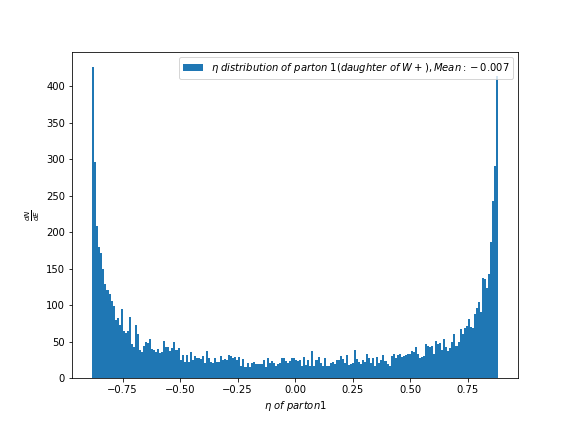 η distribution of parton 1(daughter of W+), Mean: −0.007
400
350
300
250
200
150
100
50
0
dN
dE
−0.75 −0.50 −0.25 0.00 0.25 0.50 0.75
η of parton1